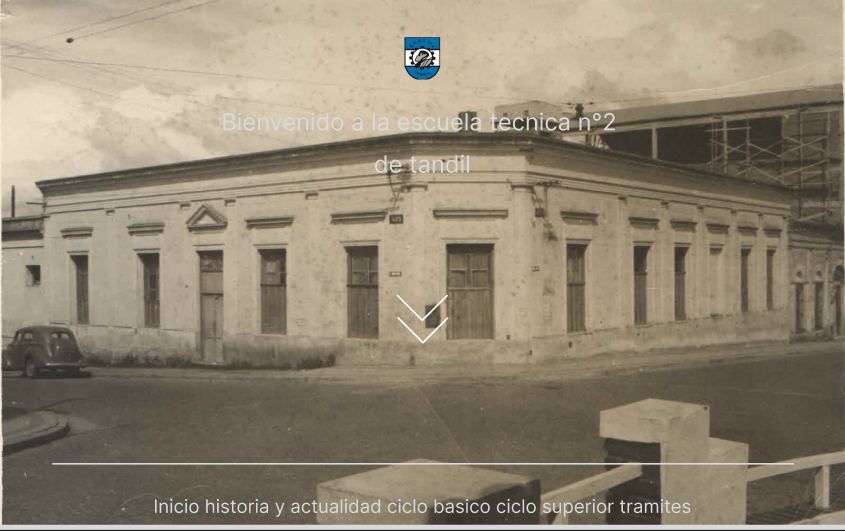 Bienvenido a la escuela tecnica n°2
de tandil
Inicio historia y actualidad ciclo basico ciclo superior tramites